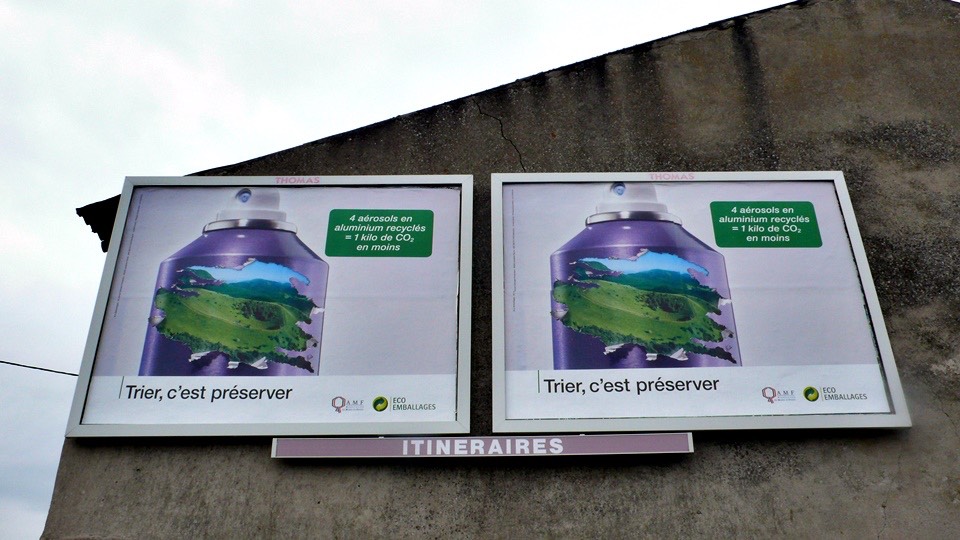 THOMAS
4 aérosols en
aluminium recyclés
= 1 kilo de CO₂
en moins
Trier, c'est préserver
A.M.F
ECO
EMBALLAGES
THOMAS
4 aérosols en
aluminium recyclés
= 1 kilo de CO₂
en moins
Trier, c'est préserver
A.M.F
ECO
EMBALLAGES
ITINERAIRES